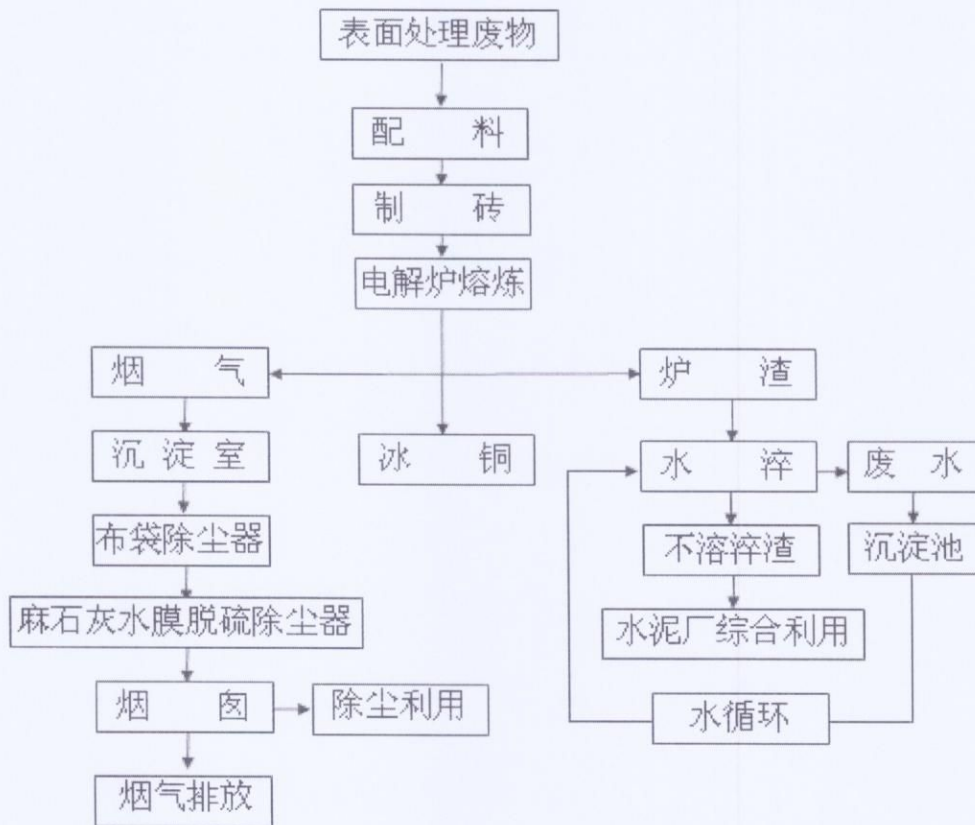 表面处理废物
配 料
制 砖
电解炉熔炼
烟 气
炉 渣
沉 淀 室
冰 铜
水 淬
废 水
布袋除尘器
不溶淬渣
沉淀池
麻石灰水膜脱硫除尘器
水泥厂综合利用
烟 囱
除尘利用
水循环
烟气排放